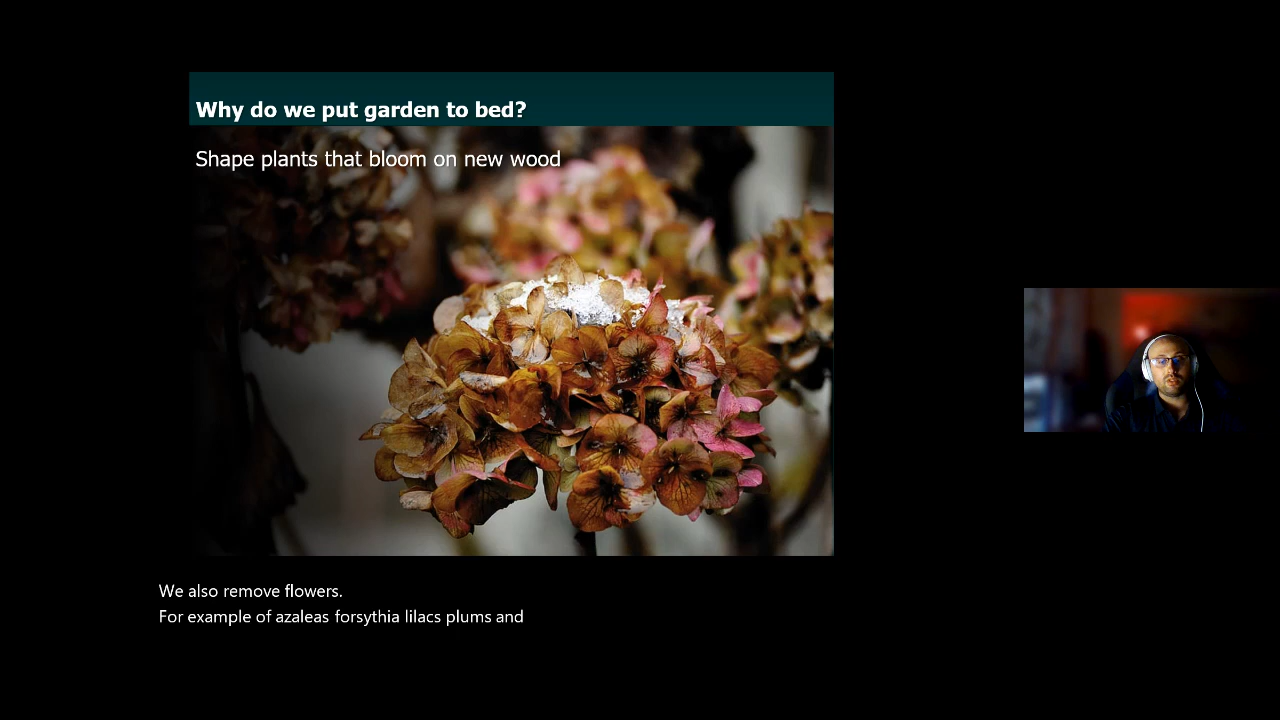 Why do we put garden to bed?
Shape plants that bloom on new wood
We also remove flowers.
For example of azaleas forsythia lilacs plums and